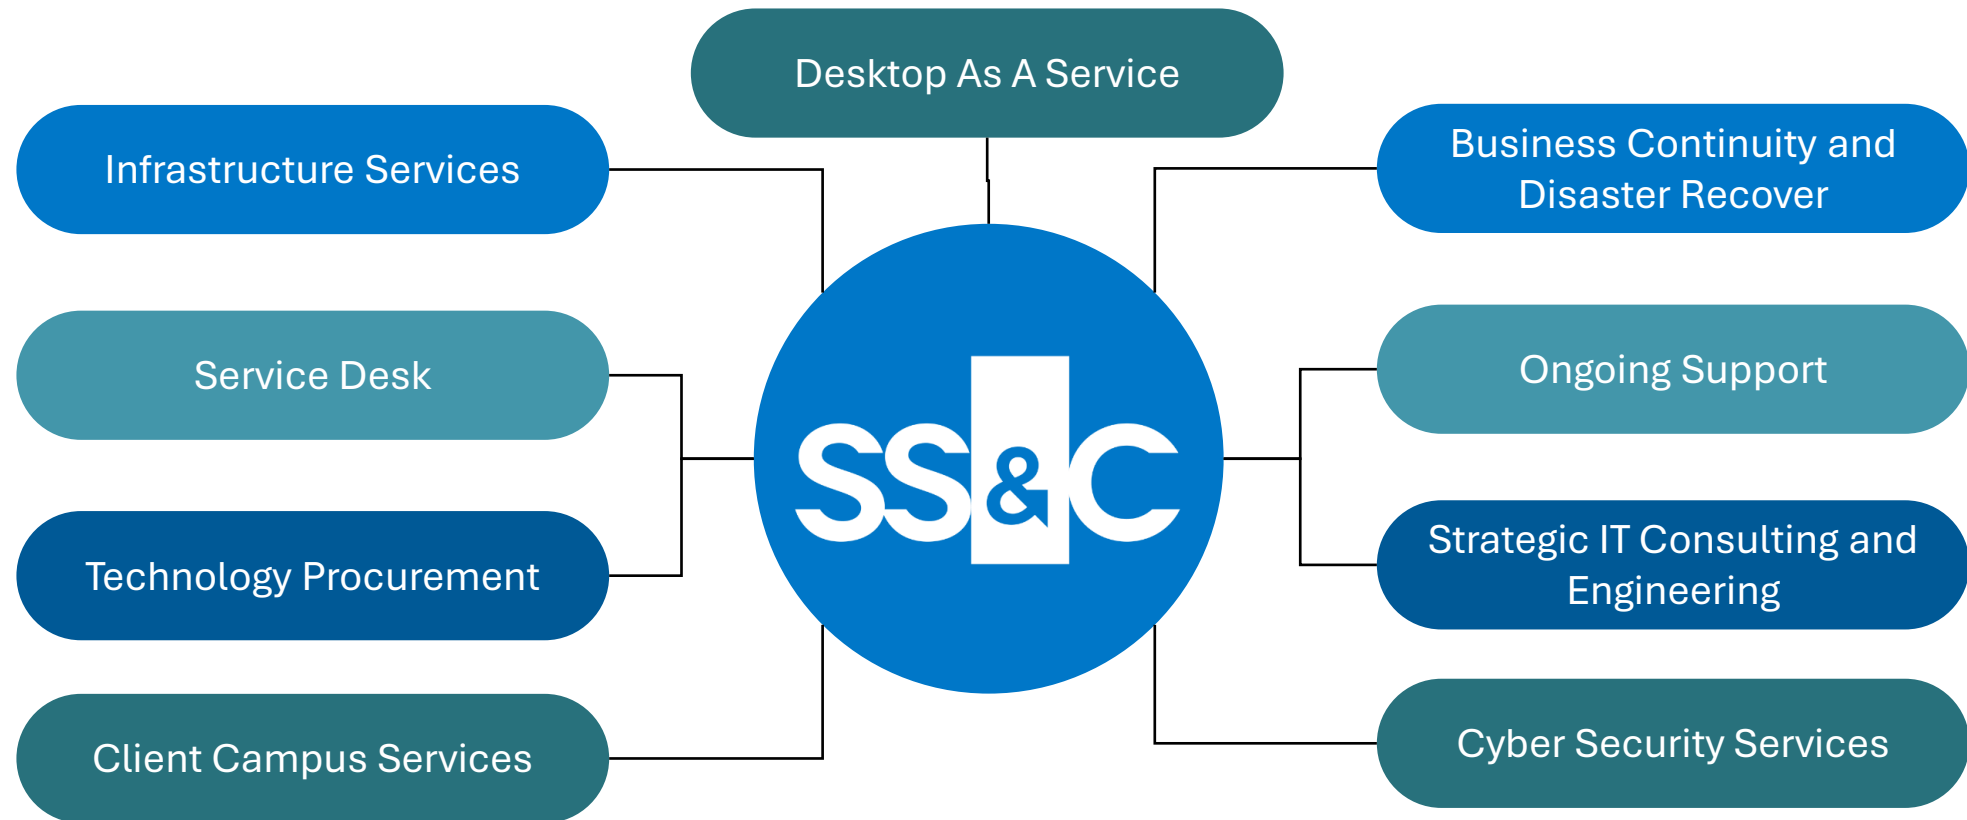 Desktop As A Service
Infrastructure Services
Business Continuity and
Disaster Recover
Service Desk
Ongoing Support
SS&C
Technology Procurement
Strategic IT Consulting and
Engineering
Client Campus Services
Cyber Security Services